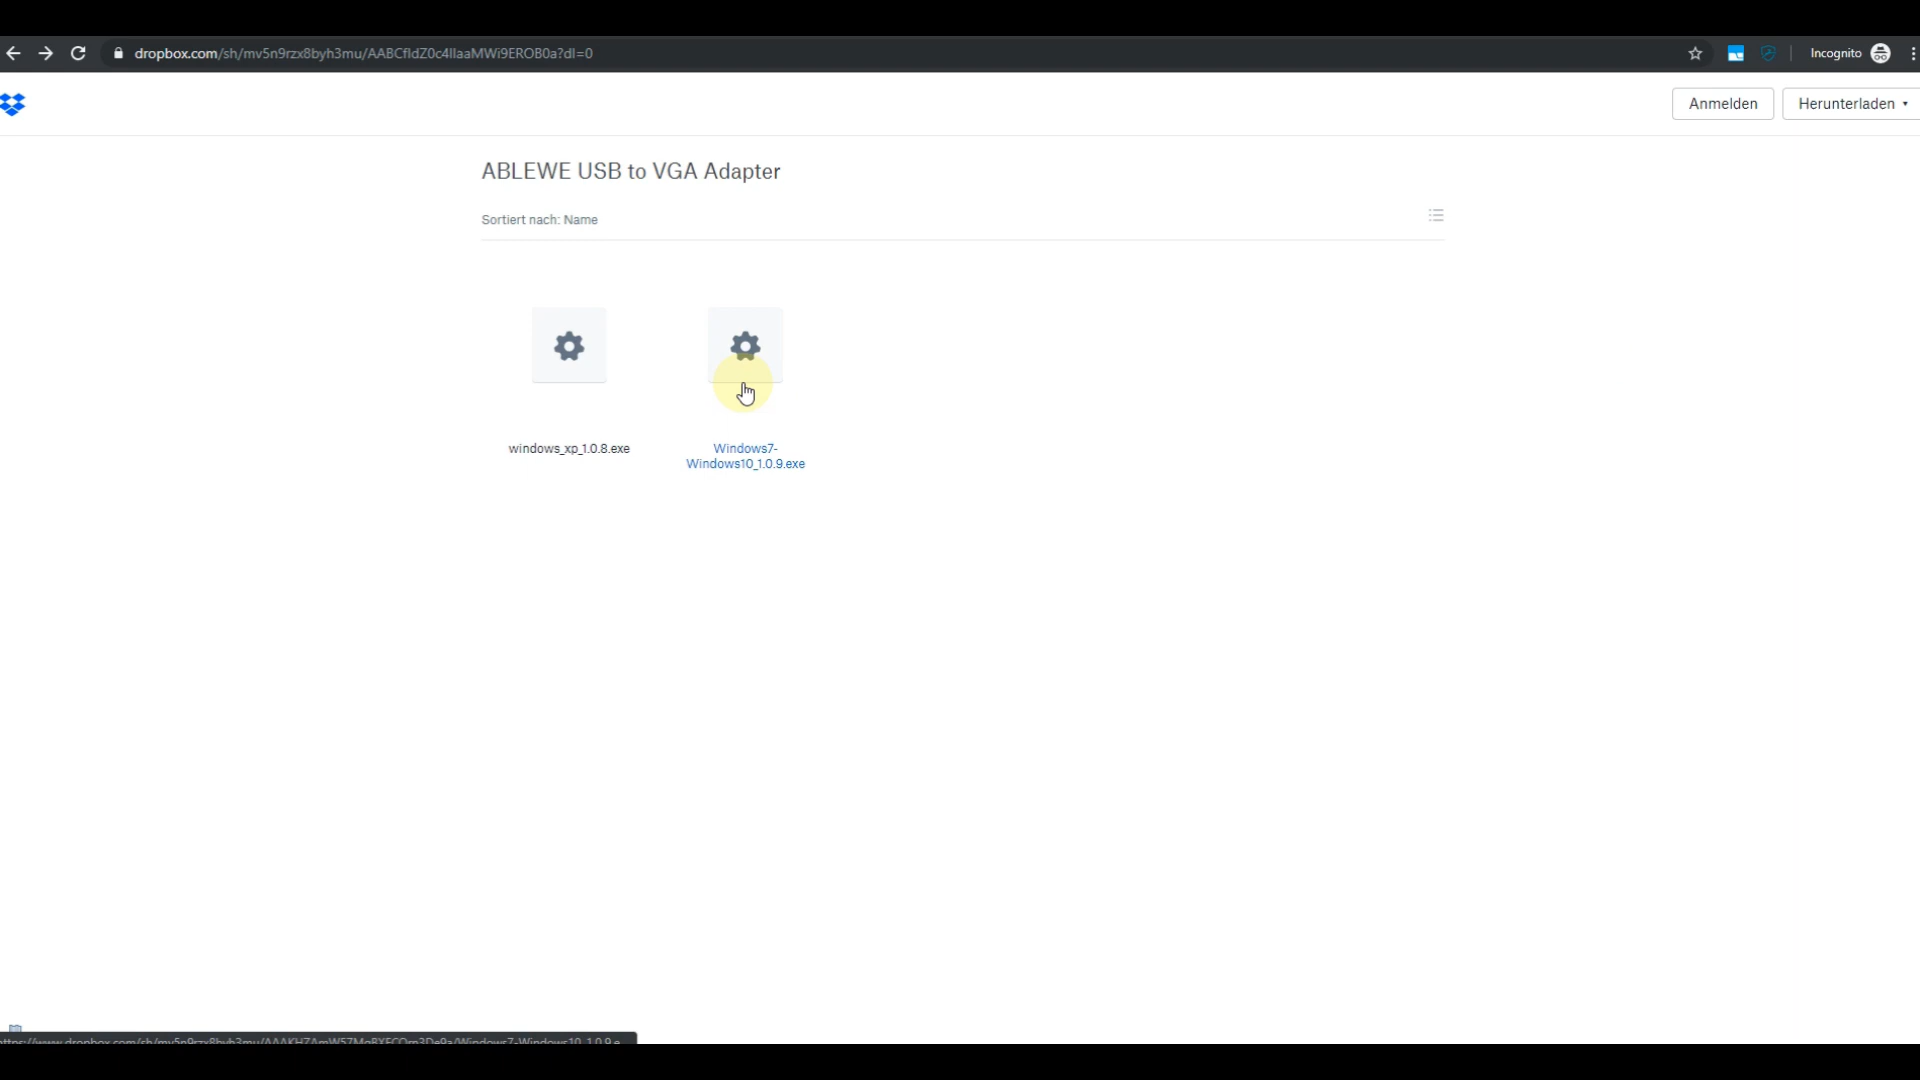 dropbox.com/sh/mv5n9rzx8byh3mu/AABCfldZ0c4llaaMWi9EROB0a?dl=0
Incognito
Anmelden
Herunterladen
ABLEWE USB to VGA Adapter
Sortiert nach: Name
windows_xp_1.0.8.exe
Windows7-
Windows10_1.0.9.exe